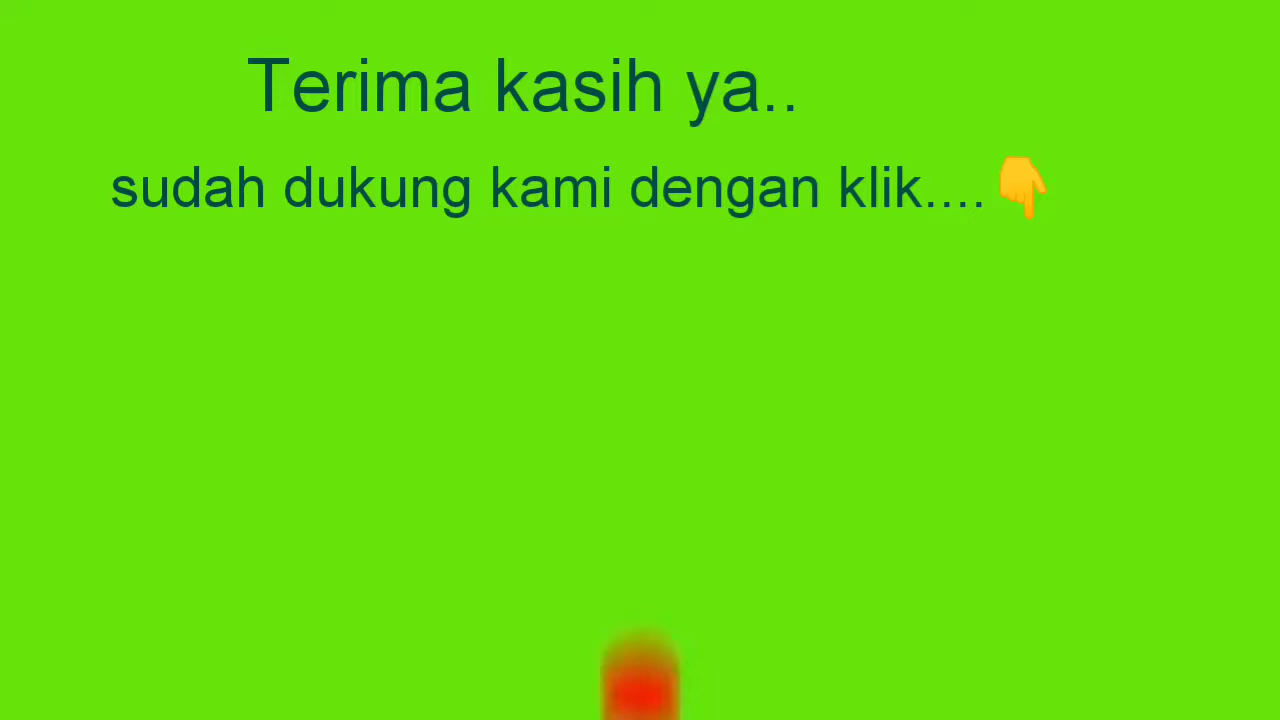 Terima kasih ya..
sudah dukung kami dengan klik....👇